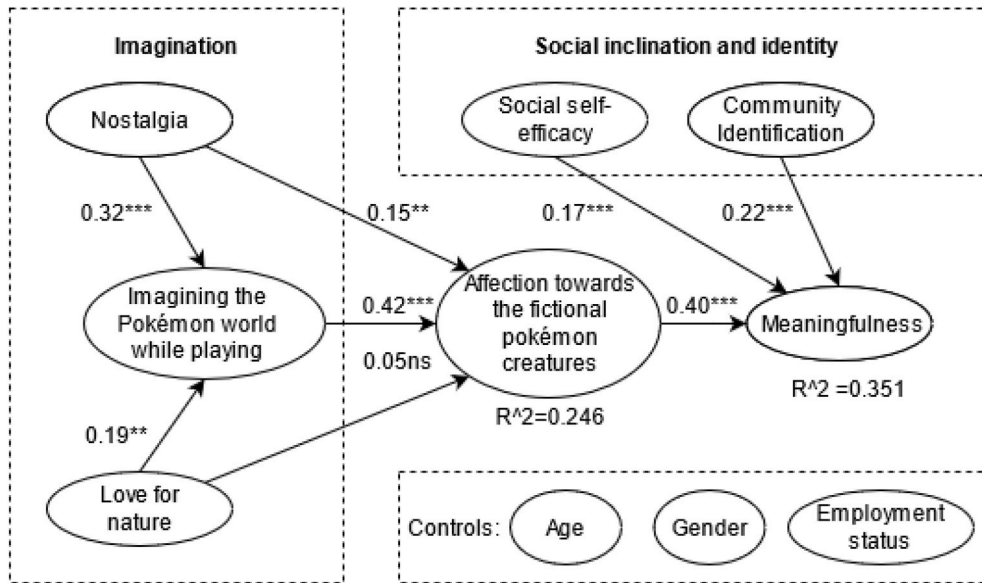 Imagination
Nostalgia
0.32***
0.15**
Imagining the
Pokémon world
while playing
0.42***
0.05ns
0.19**
Love for
nature
Social inclination and identity
Social self-
efficacy
Community
Identification
0.17***
0.22***
Affection towards
the fictional
pokémon
creatures
R^2=0.246
0.40***
Meaningfulness
R^2 =0.351
Controls:
Age
Gender
Employment
status